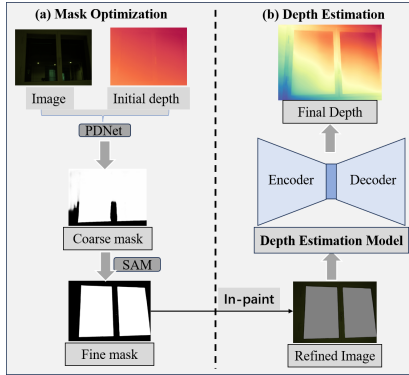 (a) Mask Optimization
Image
Initial depth
PDNet
Coarse mask
SAM
Fine mask
In-paint
(b) Depth Estimation
Final Depth
Encoder
Decoder
Depth Estimation Model
Refined Image